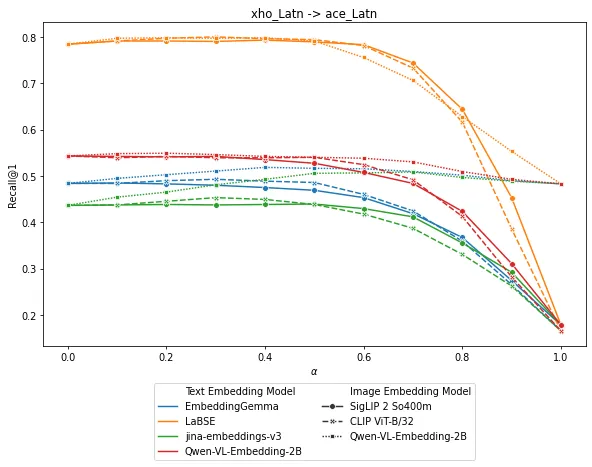 xho_Latn -> ace_Latn
Recall@1
0.8
0.7
0.6
0.5
0.4
0.3
0.2
0.0 0.2 0.4 0.6 0.8 1.0
α
Text Embedding Model Image Embedding Model
EmbeddingGemma SigLIP 2 So400m
LaBSE CLIP ViT-B/32
jina-embeddings-v3 Qwen-VL-Embedding-2B
Qwen-VL-Embedding-2B